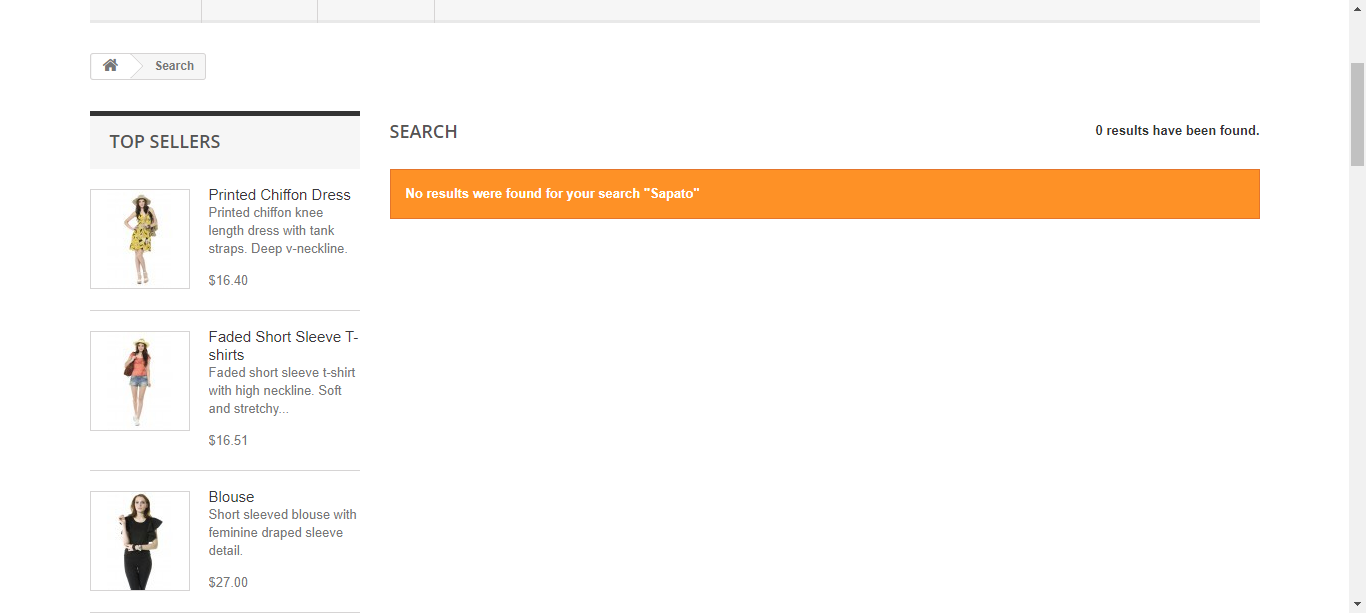 Search
TOP SELLERS
Printed Chiffon Dress
Printed chiffon knee
length dress with tank
straps. Deep v-neckline.
$16.40
Faded Short Sleeve T-
shirts
Faded short sleeve t-shirt
with high neckline. Soft
and stretchy...
$16.51
Blouse
Short sleeved blouse with
feminine draped sleeve
detail.
$27.00
SEARCH
0 results have been found.
No results were found for your search "Sapato"